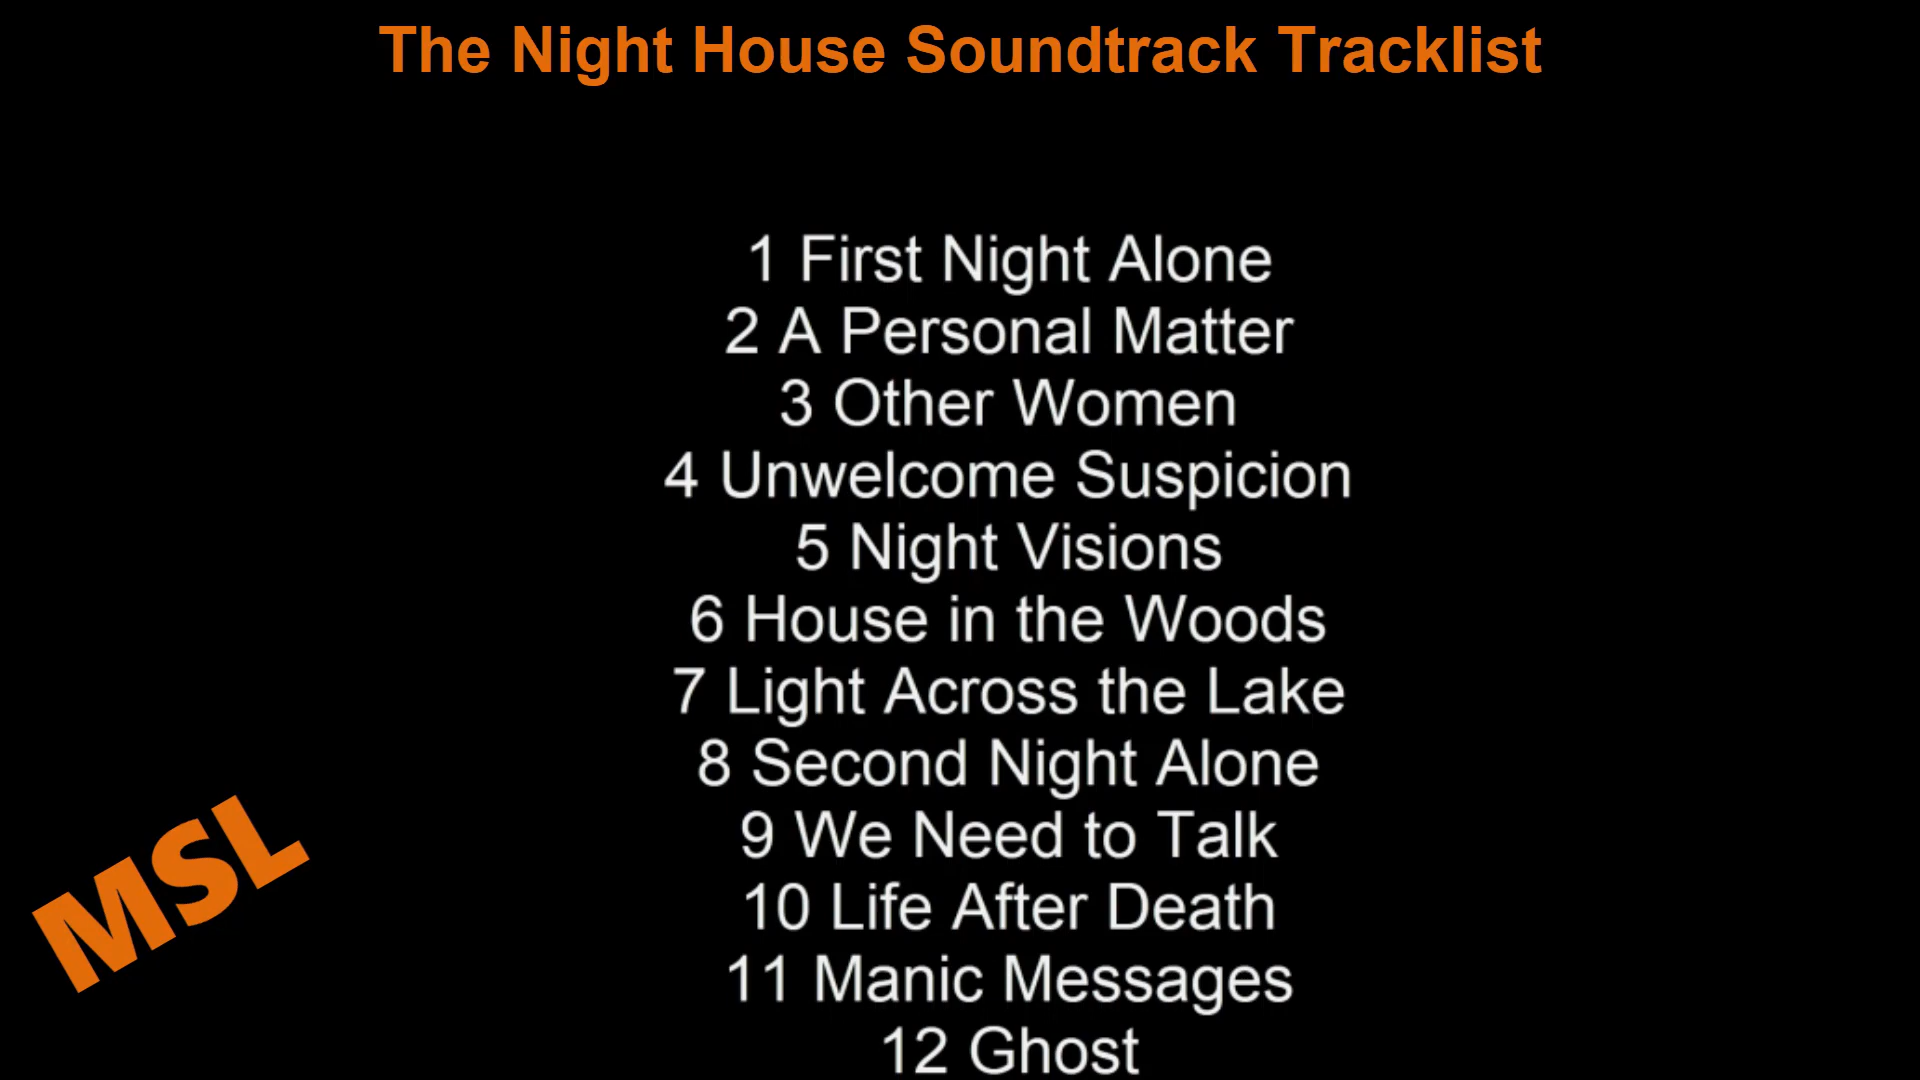 The Night House Soundtrack Tracklist
1 First Night Alone
2 A Personal Matter
3 Other Women
4 Unwelcome Suspicion
5 Night Visions
6 House in the Woods
7 Light Across the Lake
8 Second Night Alone
9 We Need to Talk
10 Life After Death
11 Manic Messages
12 Ghost
MSL